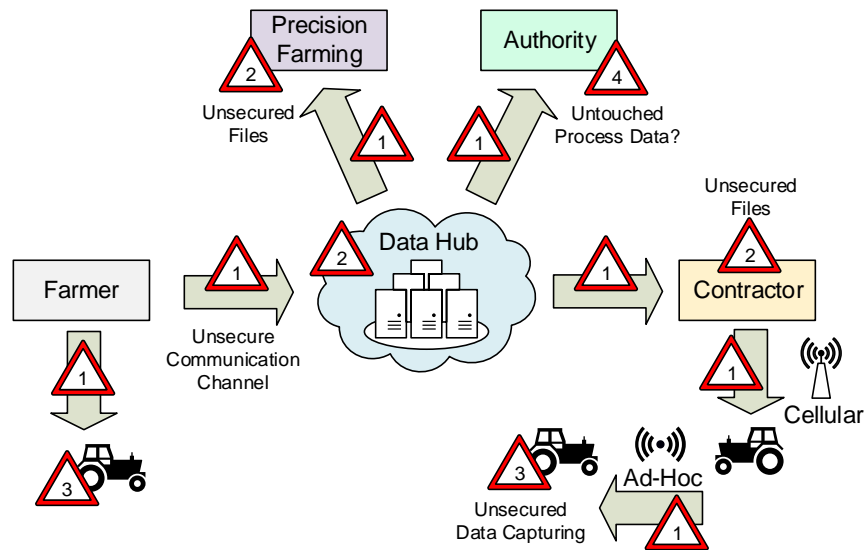 Precision
Farming
2
Unsecured
Files
1
Authority
4
Untouched
Process Data?
1
Data Hub
2
Farmer
1
Unsecure
Communication
Channel
1
3
1
Unsecured
Files
2
Contractor
1
Cellular
Ad-Hoc
1
3
Unsecured
Data Capturing